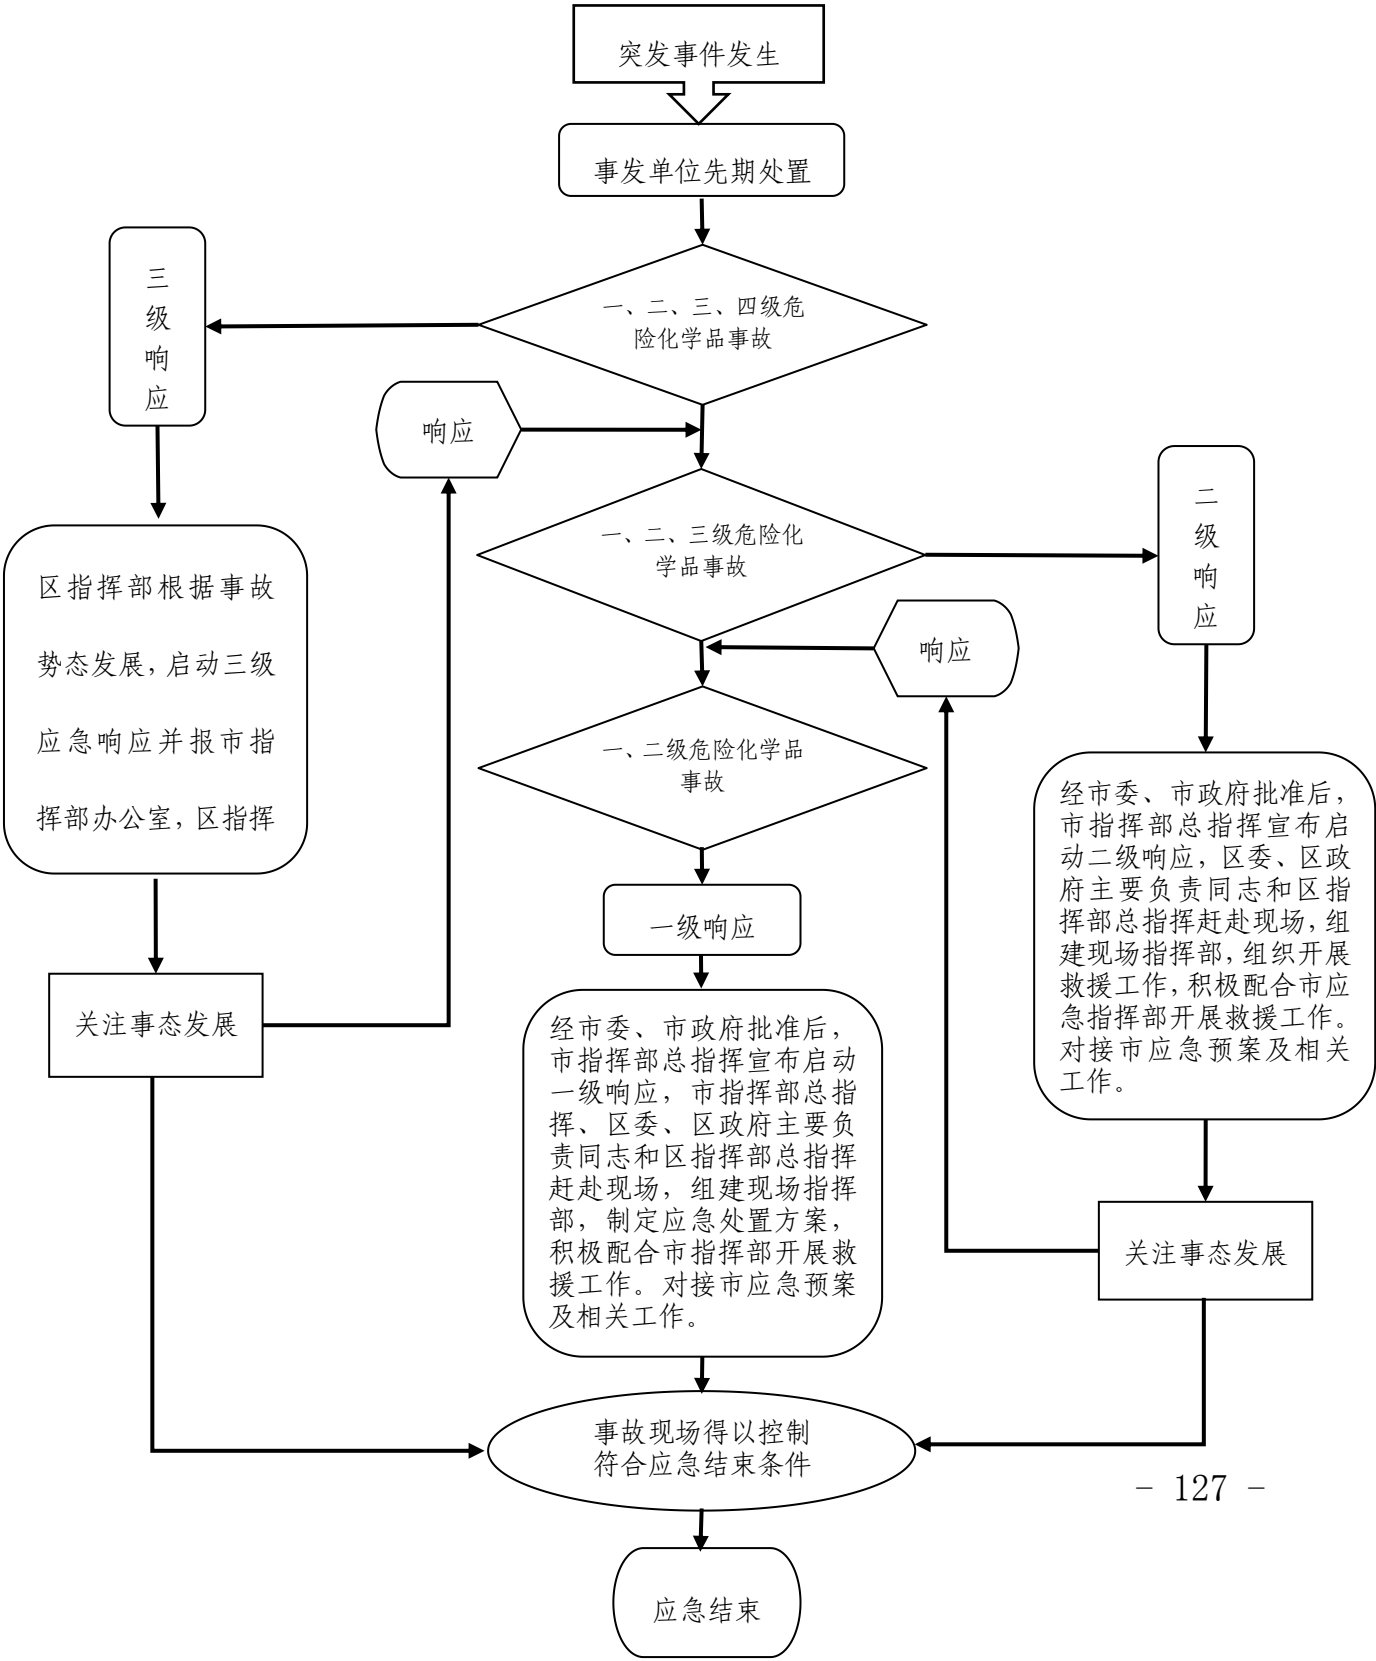 突发事件发生
事发单位先期处置
三
级
响
应
一、二、三、四级危
险化学品事故
响应
一、二、三级危险化
学品事故
二
级
响
应
区指挥部根据事故
势态发展，启动三级
应急响应并报市指
挥部办公室，区指挥
响应
一、二级危险化学品
事故
经市委、市政府批准后，
市指挥部总指挥宣布启
动二级响应，区委、区政
府主要负责同志和区指
挥部总指挥赶赴现场，组
建现场指挥部，组织开展
救援工作，积极配合市应
急指挥部开展救援工作。
对接市应急预案及相关
工作。
一级响应
关注事态发展
经市委、市政府批准后，
市指挥部总指挥宣布启动
一级响应，市指挥部总指
挥、区委、区政府主要负
责同志和区指挥部总指挥
赶赴现场，组建现场指挥
部，制定应急处置方案，
积极配合市指挥部开展救
援工作。对接市应急预案
及相关工作。
关注事态发展
事故现场得以控制
符合应急结束条件
- 127 -
应急结束